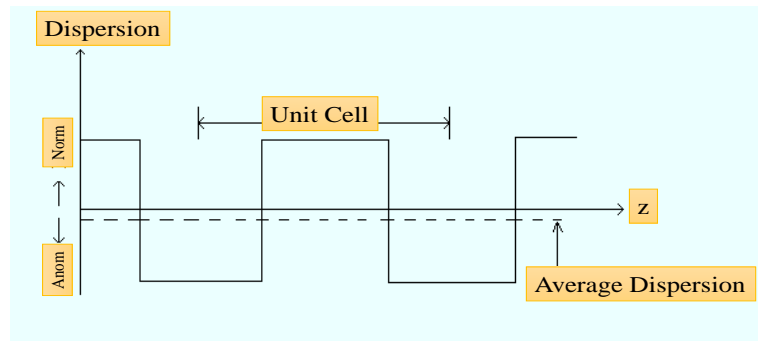 Dispersion
Unit Cell
Norm
z
Anom
Average Dispersion